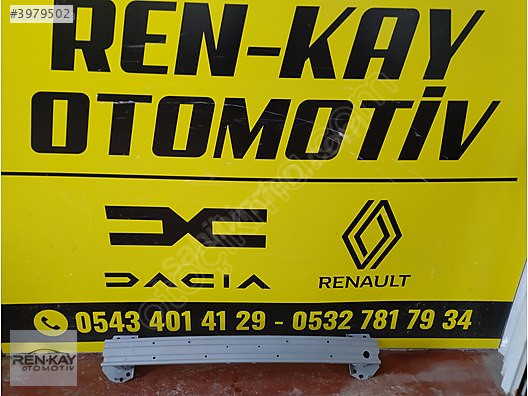 #3979502
REN-KAY
OTOMOTİV
DACIA
RENAULT
0543 401 41 29 - 0532 781 79 34
REN-KAY
OTOMOTİV